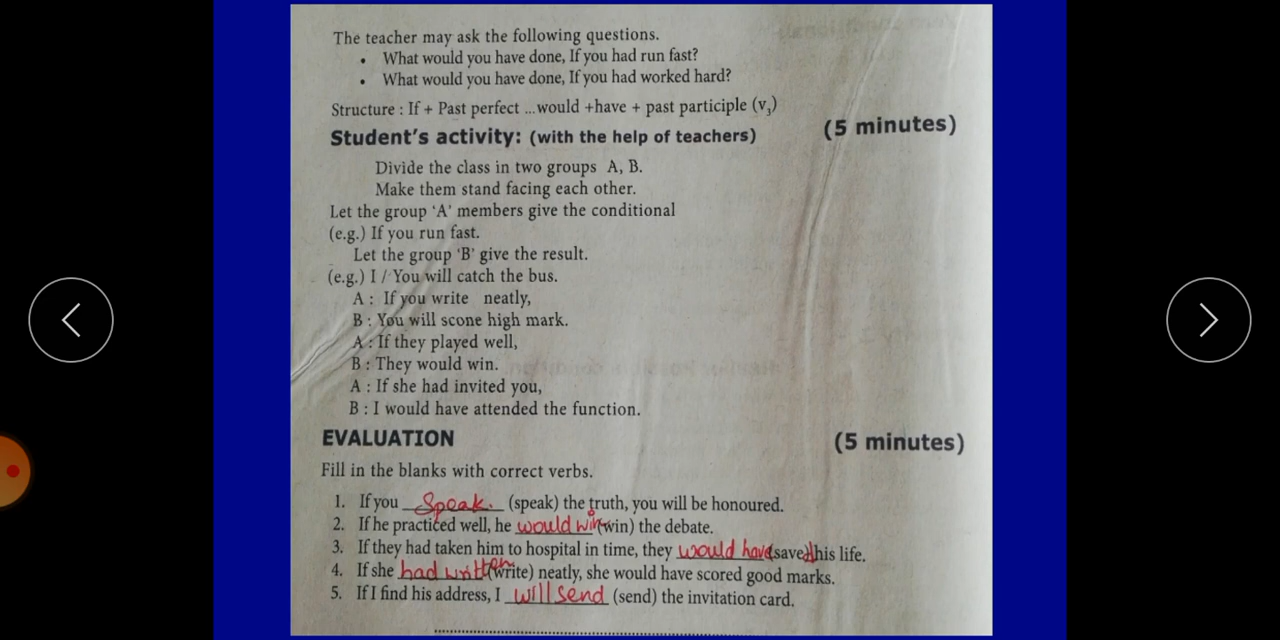 The teacher may ask the following questions.
• What would you have done, If you had run fast?
• What would you have done, If you had worked hard?
Structure : If + Past perfect ...would +have + past participle (v3)
Student's activity: (with the help of teachers) (5 minutes)
Divide the class in two groups A, B.
Make them stand facing each other.
Let the group 'A' members give the conditional
(e.g.) If you run fast.
Let the group 'B' give the result.
(e.g.) I / You will catch the bus.
A : If you write neatly,
B : You will scone high mark.
A : If they played well,
B : They would win.
A : If she had invited you,
B : I would have attended the function.
EVALUATION (5 minutes)
Fill in the blanks with correct verbs.
1. If you Speak. (speak) the truth, you will be honoured.
2. If he practiced well, he would win (win) the debate.
3. If they had taken him to hospital in time, they would have (saved) his life.
4. If she had written (write) neatly, she would have scored good marks.
5. If I find his address, I will send (send) the invitation card.